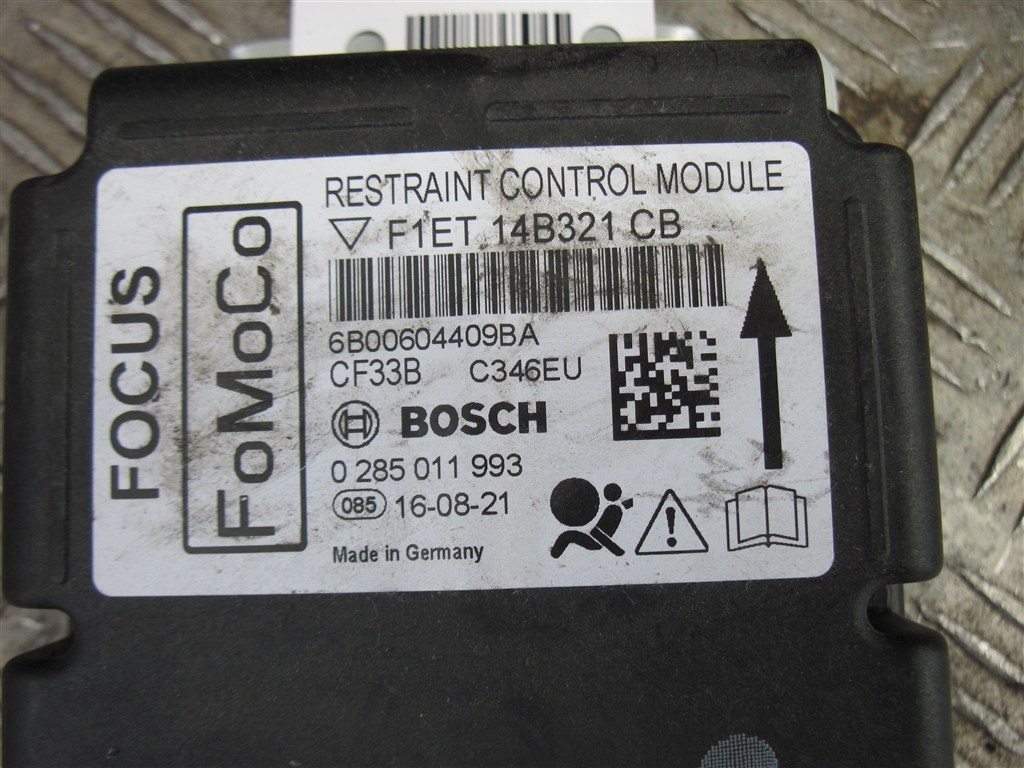 RESTRAINT CONTROL MODULE
F1ET 14B321 CB
6B00604409BA
CF33B C346EU
BOSCH
0 285 011 993
085 16-08-21
Made in Germany
FOCUS
FoMoCo